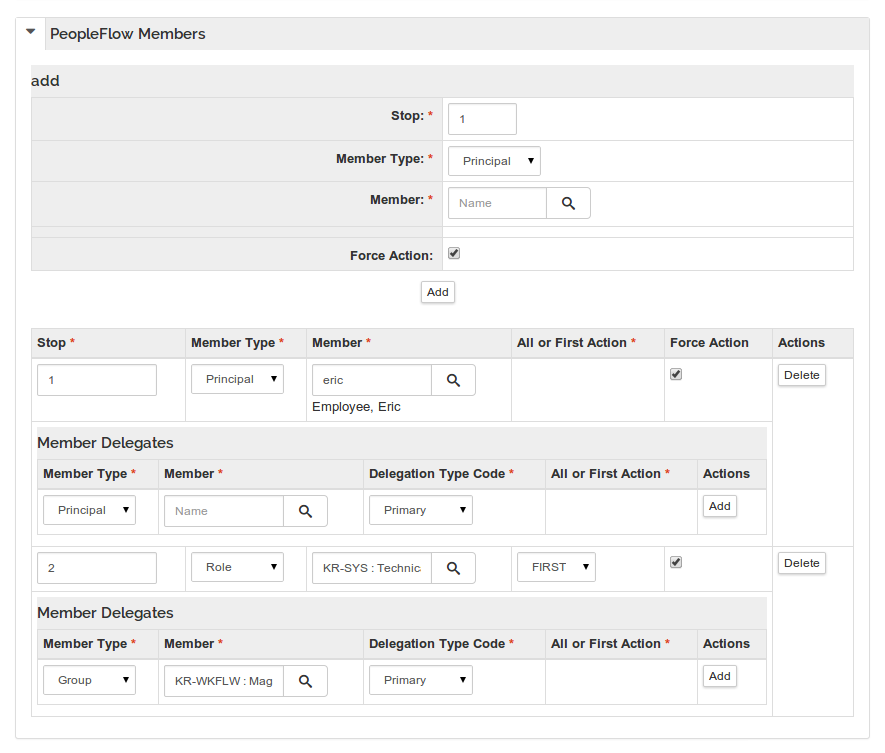 PeopleFlow Members
add
Stop: *
1
Member Type: *
Principal
Member: *
Name
Force Action:
Add
Stop * Member Type * Member * All or First Action * Force Action Actions
1 Principal eric Delete
Employee, Eric
Member Delegates
Member Type * Member * Delegation Type Code * All or First Action * Actions
Principal Name Primary Add
2 Role KR-SYS : Technic FIRST Delete
Member Delegates
Member Type * Member * Delegation Type Code * All or First Action * Actions
Group KR-WKFLW : Mag Primary Add